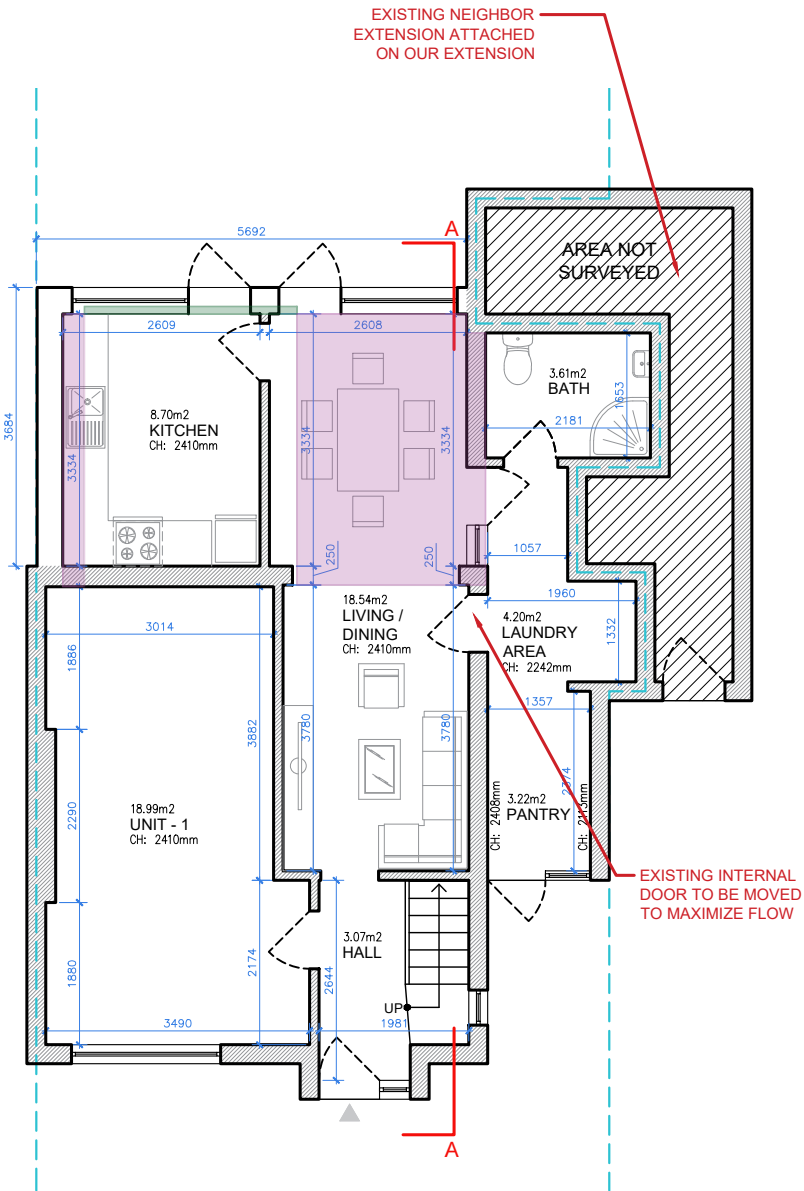 EXISTING NEIGHBOR
EXTENSION ATTACHED
ON OUR EXTENSION
5692
A
AREA NOT
SURVEYED
2609
2608
3684
3334
8.70m2
KITCHEN
CH: 2410mm
3334
3334
3.61m2
BATH
1653
2181
250
250
1057
18.54m2
LIVING /
DINING
CH: 2410mm
1960
4.20m2
LAUNDRY
AREA
CH: 2242mm
1332
3014
1886
3882
3780
3780
1357
2290
18.99m2
UNIT - 1
CH: 2410mm
CH: 2408mm
3.22m2
PANTRY
EXISTING INTERNAL
DOOR TO BE MOVED
TO MAXIMIZE FLOW
1880
2174
2644
3.07m2
HALL
UP
3490
1981
A